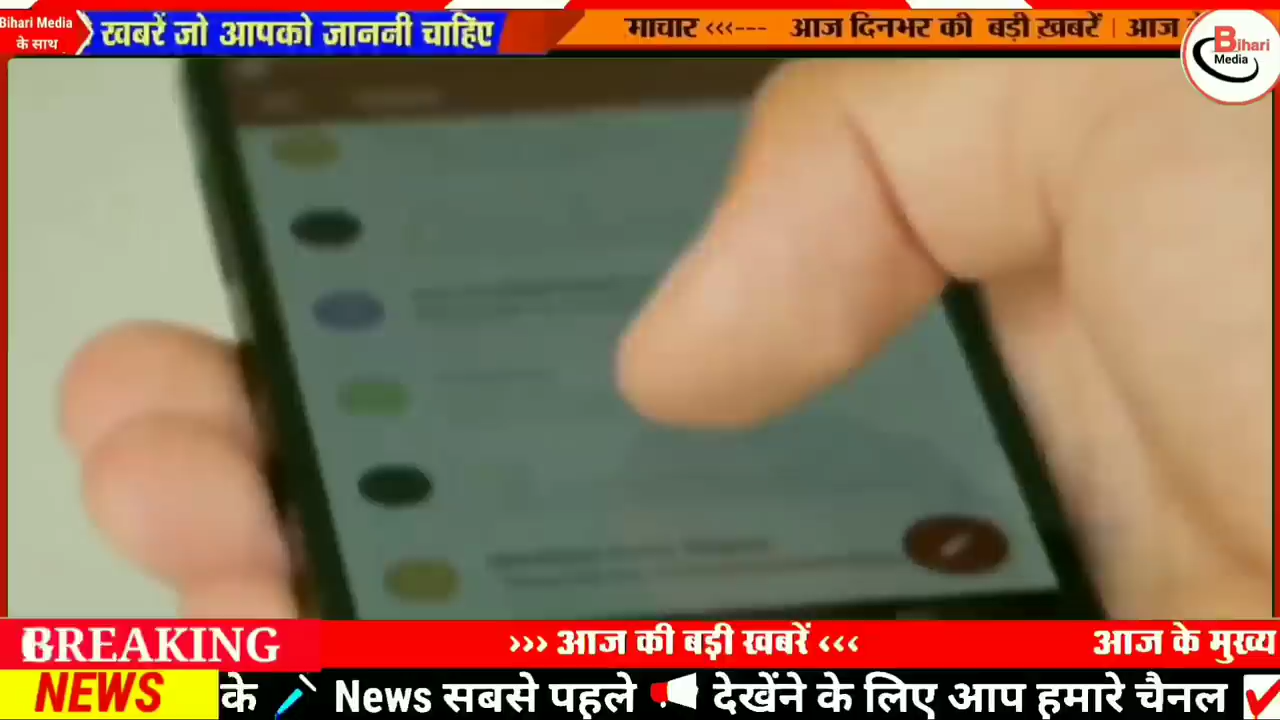 Bihari Media
के साथ
खबरें जो आपको जाननी चाहिए
माचार ‹‹‹--- आज दिनभर की बड़ी ख़बरें | आज
Bihari
Media
BREAKING
NEWS
››› आज की बड़ी खबरें ‹‹‹ आज के मुख्य
के News सबसे पहले देखेंने के लिए आप हमारे चैनल